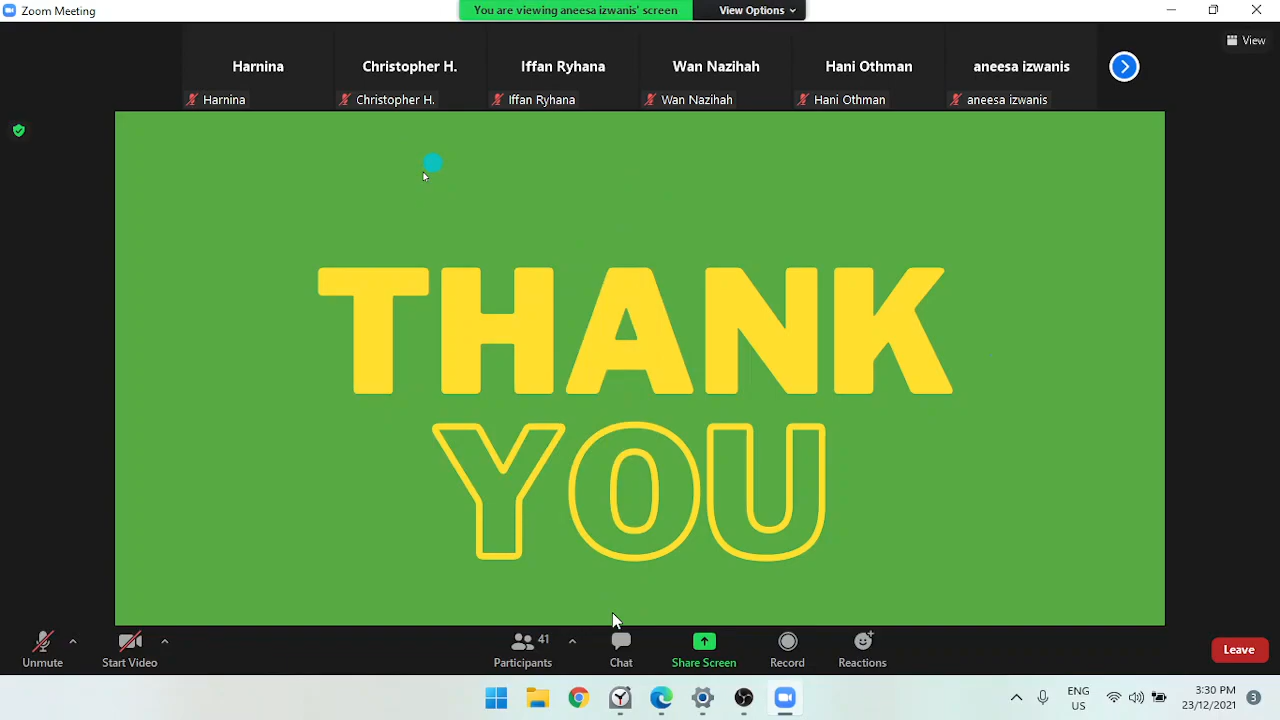 Zoom Meeting
You are viewing aneesa izwanis' screen
View Options
View
Harnina
Christopher H.
Iffan Ryhana
Wan Nazihah
Hani Othman
aneesa izwanis
Harnina
Christopher H.
Iffan Ryhana
Wan Nazihah
Hani Othman
aneesa izwanis
THANK
YOU
Unmute
Start Video
41
Participants
Chat
Share Screen
Record
Reactions
Leave
ENG
US
3:30 PM
23/12/2021
3